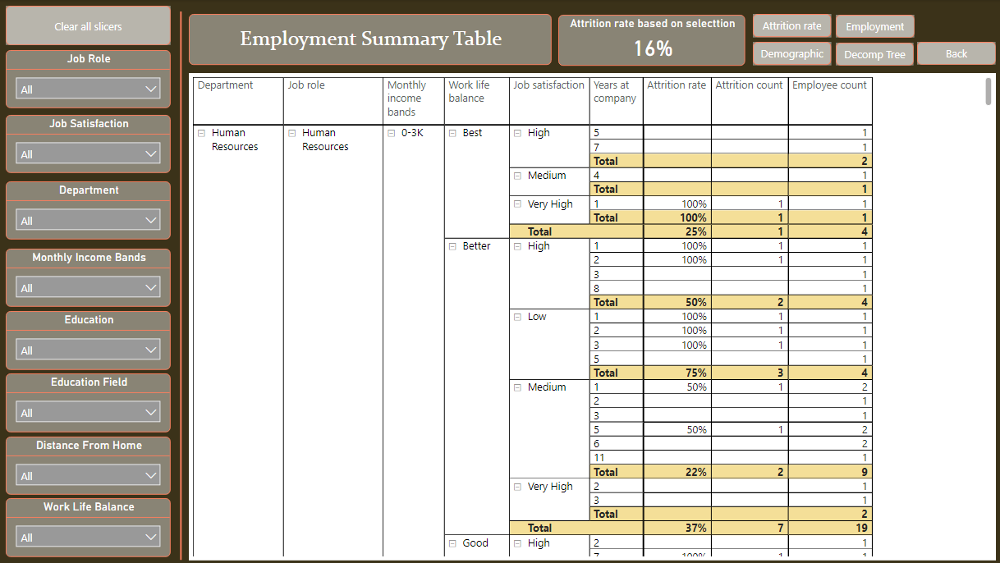 Clear all slicers
Job Role
All
Job Satisfaction
All
Department
All
Monthly Income Bands
All
Education
All
Education Field
All
Distance From Home
All
Work Life Balance
All
Employment Summary Table
Attrition rate based on selecttion
16%
Attrition rate
Employment
Demographic
Decomp Tree
Back
Department Job role Monthly income bands Work life balance Job satisfaction Years at company Attrition rate Attrition count Employee count
Human Resources Human Resources 0-3K Best High 5 1
7 1
Total 2
Medium 4 1
Total 1
Very High 1 100% 1 1
Total 100% 1 1
Total 25% 1 4
Better High 1 100% 1 1
2 100% 1 1
3 1
8 1
Total 50% 2 4
Low 1 100% 1 1
2 100% 1 1
3 100% 1 1
5 1
Total 75% 3 4
Medium 1 50% 1 2
2 1
3 1
5 50% 1 2
6 2
11 1
Total 22% 2 9
Very High 2 1
3 1
Total 2
Total 37% 7 19
Good High 2 1
7 100% 1 1